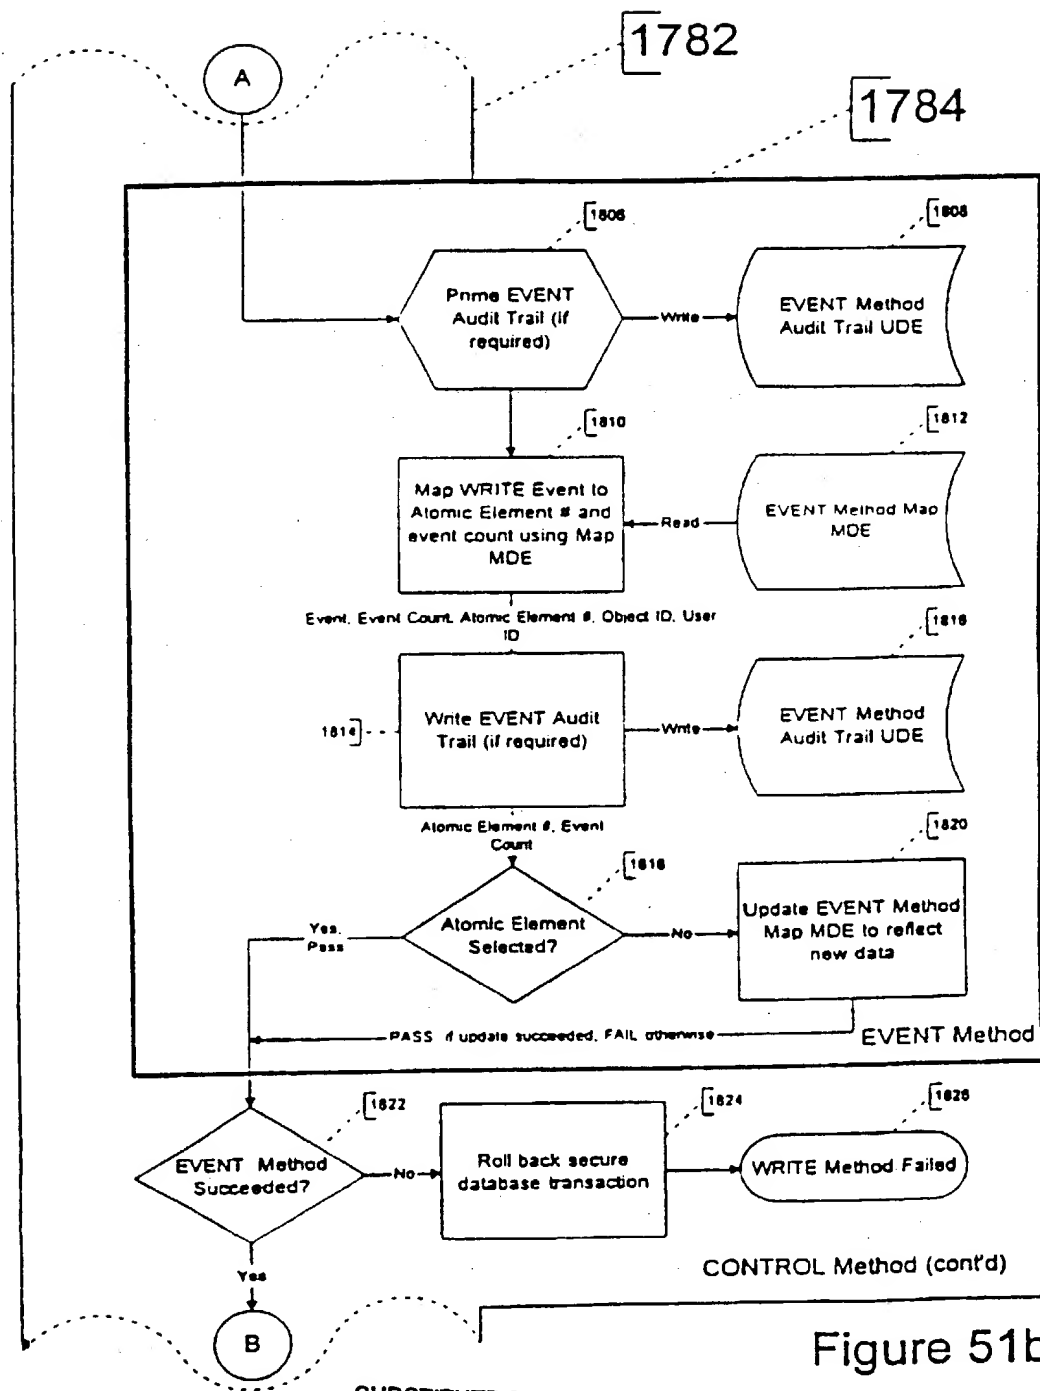 1782
A
1784
1806
1808
Prime EVENT
Audit Trail (if
required)
Write
EVENT Method
Audit Trail UDE
1810
1812
Map WRITE Event to
Atomic Element # and
event count using Map
MDE
Read
EVENT Method Map
MDE
Event, Event Count, Atomic Element #, Object ID, User
ID
1816
1814
Write EVENT Audit
Trail (if required)
Write
EVENT Method
Audit Trail UDE
Atomic Element #, Event
Count
1818
1820
Yes,
Pass
Atomic Element
Selected?
No
Update EVENT Method
Map MDE to reflect
new data
PASS if update succeeded, FAIL otherwise
EVENT Method
1822
1824
1826
EVENT Method
Succeeded?
No
Roll back secure
database transaction
WRITE Method Failed
Yes
CONTROL Method (cont'd)
B
Figure 51b